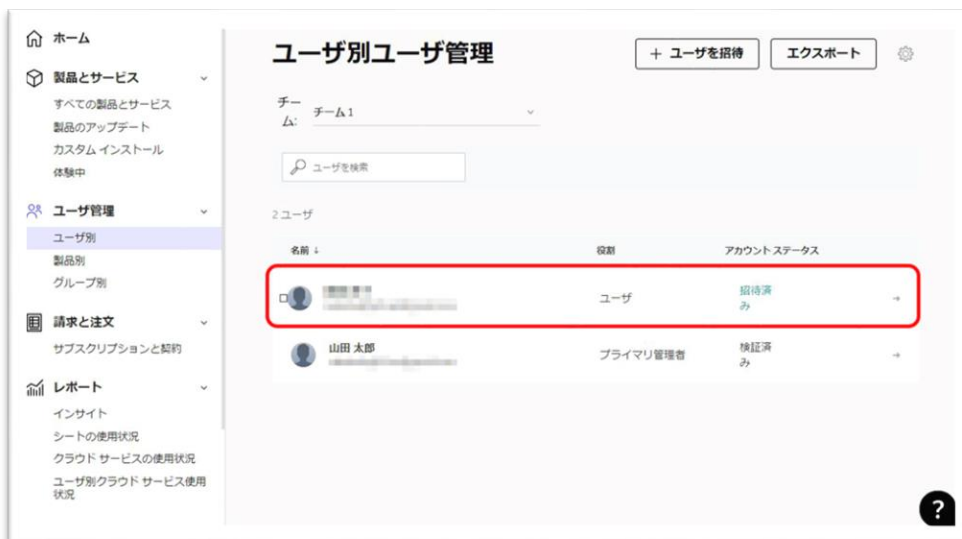 ホーム
製品とサービス
すべての製品とサービス
製品のアップデート
カスタム インストール
体験中
ユーザ管理
ユーザ別
製品別
グループ別
請求と注文
サブスクリプションと契約
レポート
インサイト
シートの使用状況
クラウド サービスの使用状況
ユーザ別クラウド サービス使用
状況
ユーザ別ユーザ管理
+ ユーザを招待
エクスポート
チー
ム:
チーム1
ユーザを検索
2 ユーザ
名前 ↓ 役割 アカウント ステータス
ユーザ 招待済
み →
山田 太郎
プライマリ管理者 検証済
み →
?